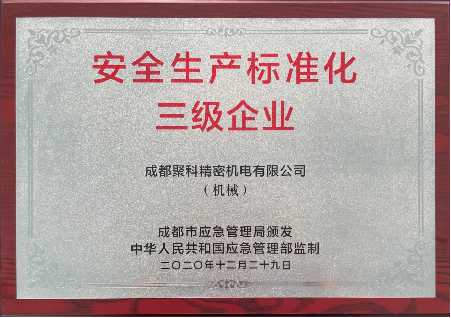 安全生产标准化
三级企业
成都聚科精密机电有限公司
（机械）
成都市应急管理局颁发
中华人民共和国应急管理部监制
二〇二〇年十二月二十九日